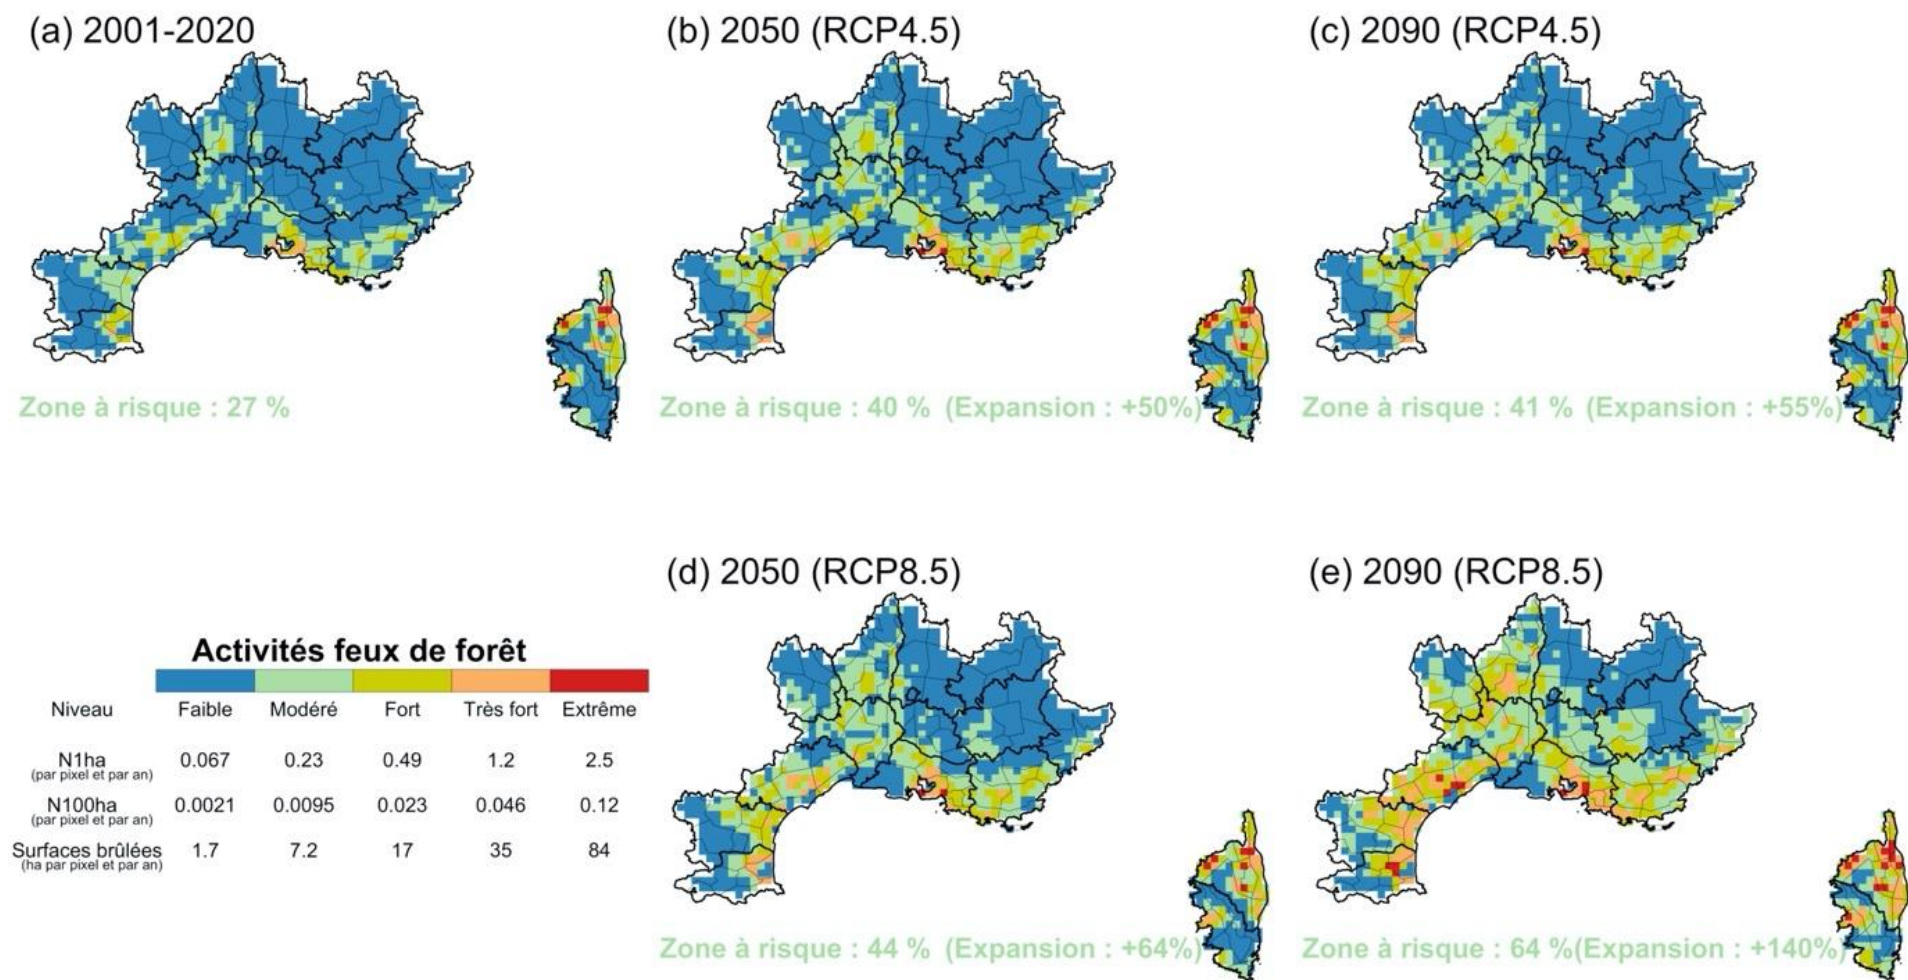 (a) 2001-2020
(b) 2050 (RCP4.5)
(c) 2090 (RCP4.5)
Zone à risque : 27 %
Zone à risque : 40 % (Expansion : +50%)
Zone à risque : 41 % (Expansion : +55%)
(d) 2050 (RCP8.5)
(e) 2090 (RCP8.5)
Activités feux de forêt
Niveau Faible Modéré Fort Très fort Extrême
N1ha 0.067 0.23 0.49 1.2 2.5
(par pixel et par an)
N100ha 0.0021 0.0095 0.023 0.046 0.12
(par pixel et par an)
Surfaces brûlées 1.7 7.2 17 35 84
(ha par pixel et par an)
Zone à risque : 44 % (Expansion : +64%)
Zone à risque : 64 %(Expansion : +140%)